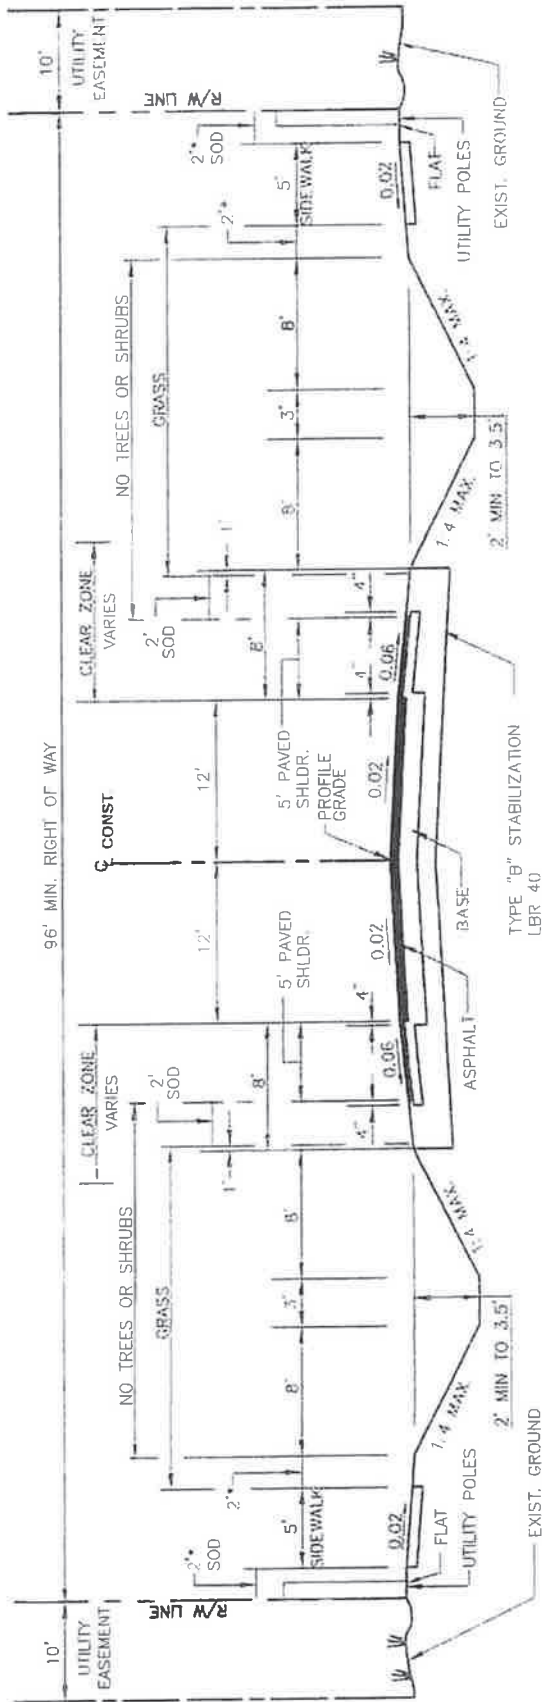 96' MIN. RIGHT OF WAY
10'
UTILITY
EASEMENT
R/W LINE
2'*
SOD
5'
SIDEWALK
2'*
GRASS
NO TREES OR SHRUBS
CLEAR ZONE
VARIES
8'
3'
8'
1'
2'
SOD
8'
5' PAVED
SHLDR.
12'
℄ CONST.
12'
5' PAVED
SHLDR.
PROFILE
GRADE
8'
2'
SOD
1'
CLEAR ZONE
VARIES
NO TREES OR SHRUBS
GRASS
8'
3'
8'
2'*
5'
SIDEWALK
2'*
SOD
R/W LINE
10'
UTILITY
EASEMENT
0.02
FLAT
UTILITY POLES
EXIST. GROUND
1:4 MAX.
2' MIN TO 3.5'
1:4 MAX.
4"
0.06
4"
0.02
ASPHALT
BASE
0.02
4"
0.06
4"
TYPE "B" STABILIZATION
LBR 40
1:4 MAX.
2' MIN TO 3.5'
1:4 MAX.
0.02
FLAT
UTILITY POLES
EXIST. GROUND